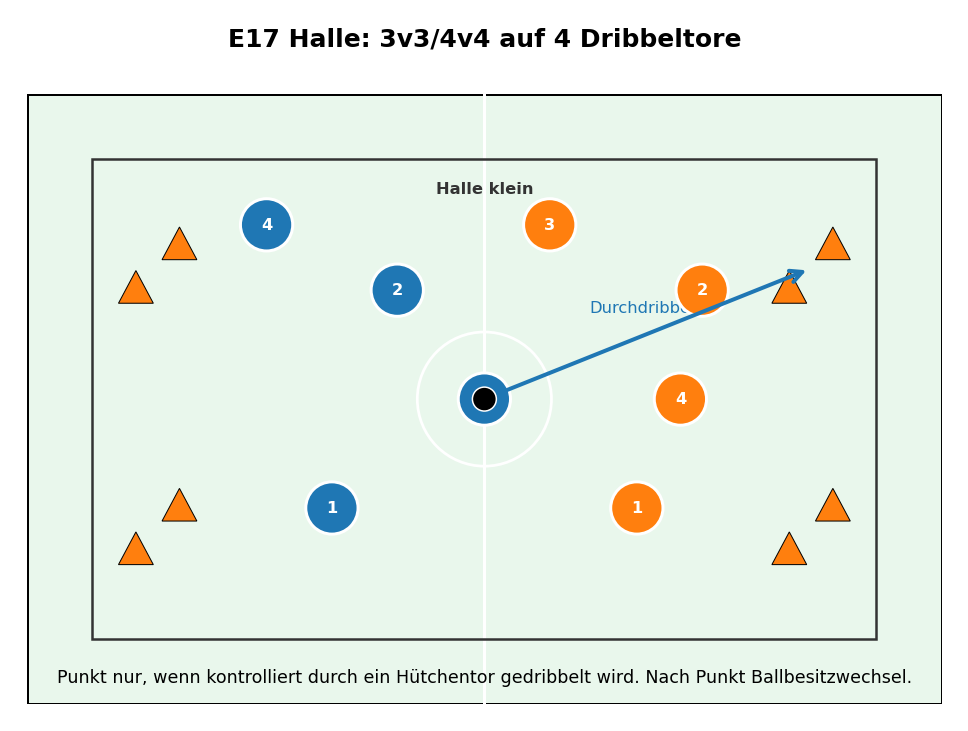 E17 Halle: 3v3/4v4 auf 4 Dribbeltore
Halle klein
4
3
2
2
Durchdribbe
4
1
1
Punkt nur, wenn kontrolliert durch ein Hütchentor gedribbelt wird. Nach Punkt Ballbesitzwechsel.